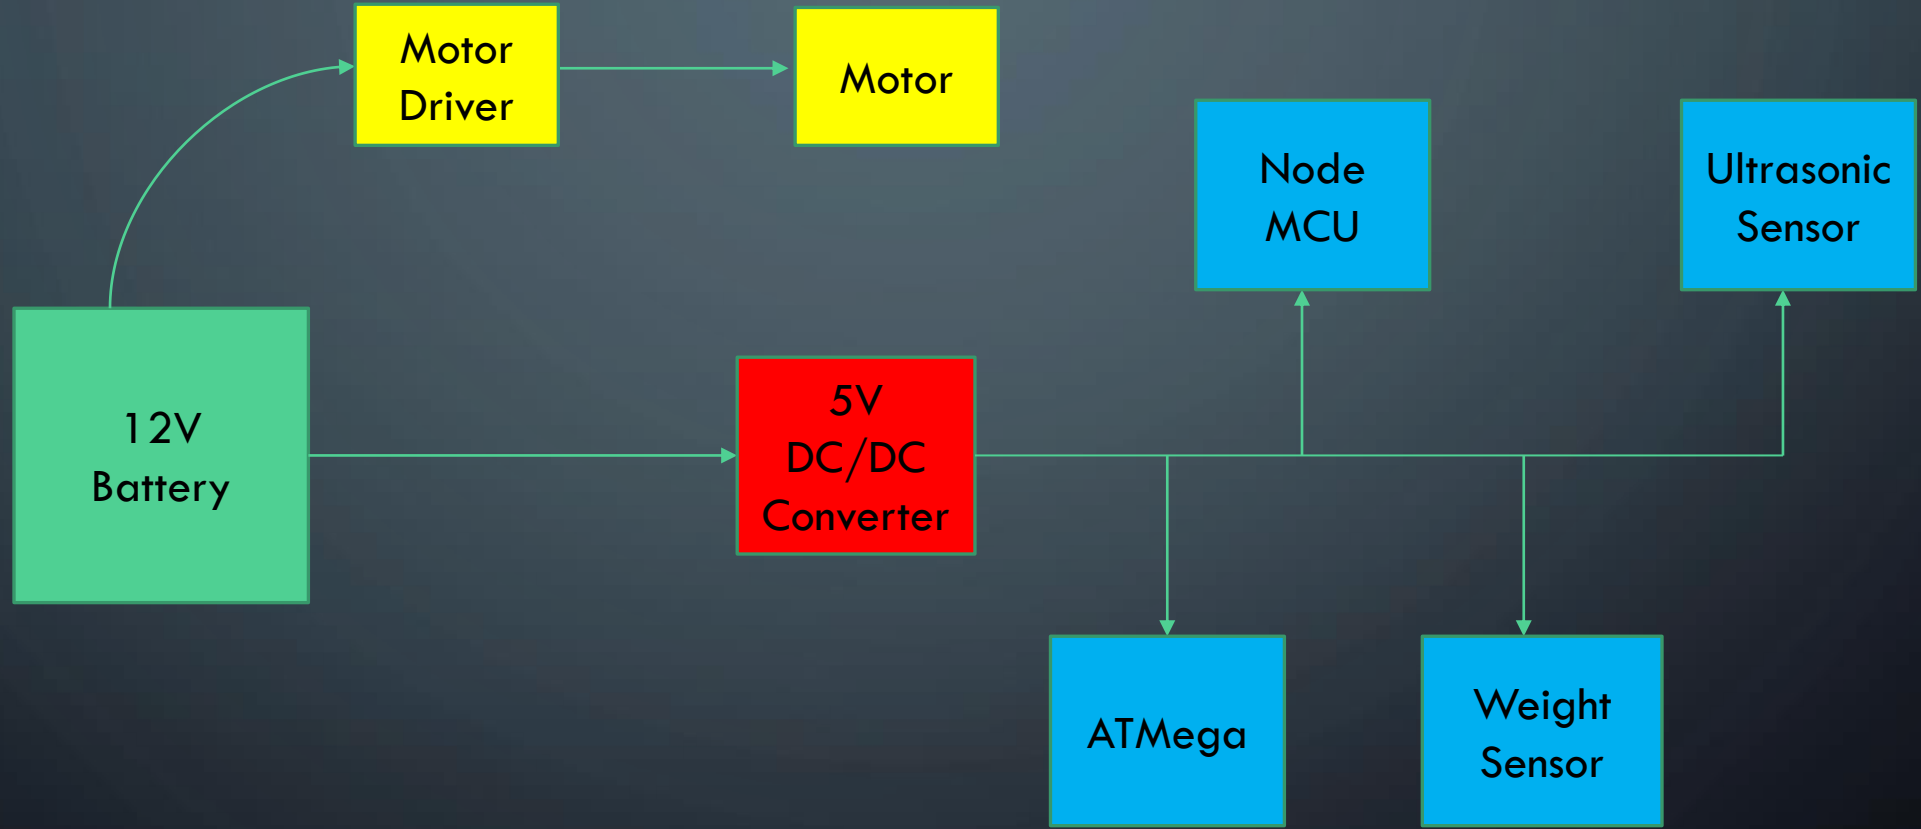 Motor
Driver
Motor
Node
MCU
Ultrasonic
Sensor
12V
Battery
5V
DC/DC
Converter
ATMega
Weight
Sensor